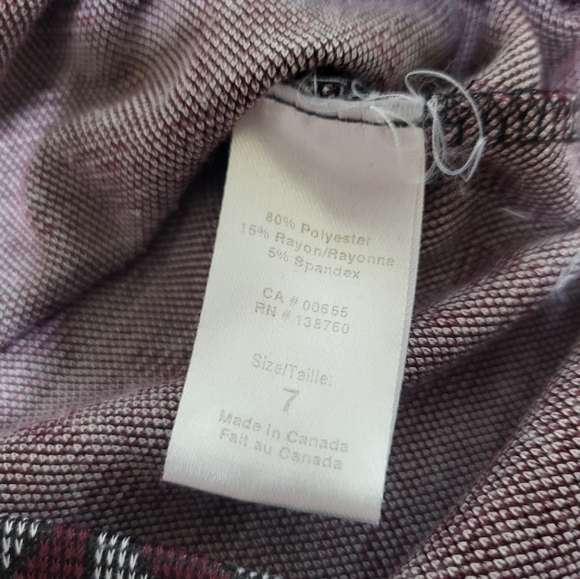 80% Polyester
15% Rayon/Rayonne
5% Spandex
CA # 00655
RN # 138760
Size/Taille:
7
Made in Canada
Fait au Canada